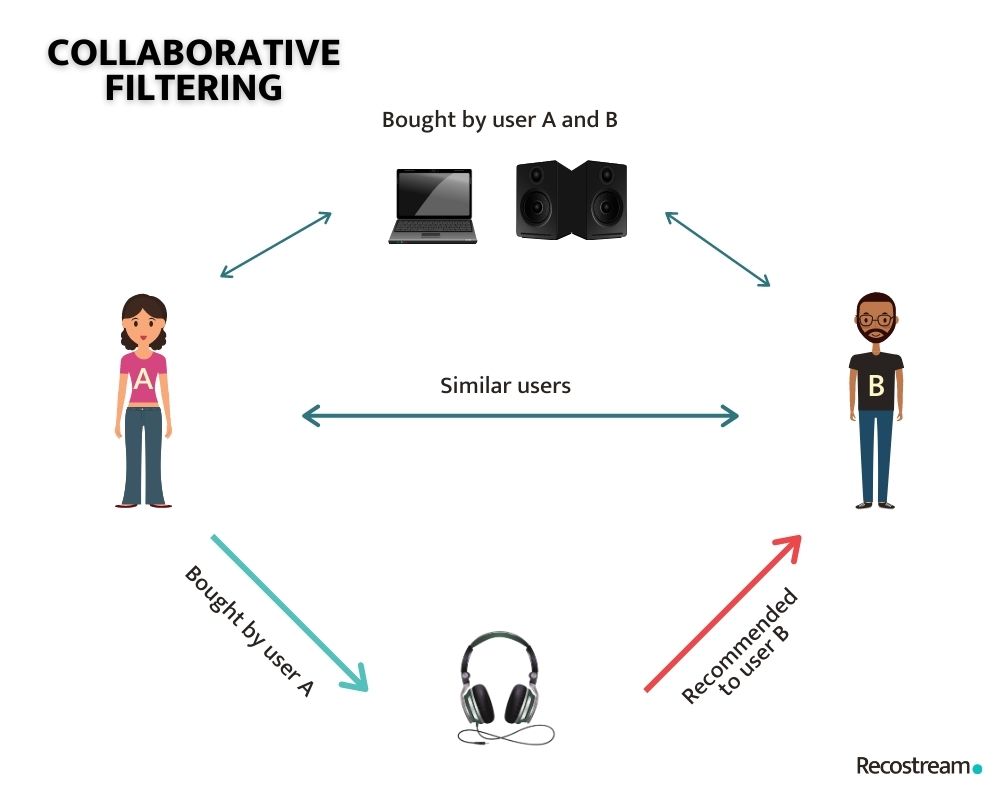 COLLABORATIVE
FILTERING
Bought by user A and B
A
B
Similar users
Bought by user A
Recommended
to user B
Recostream.